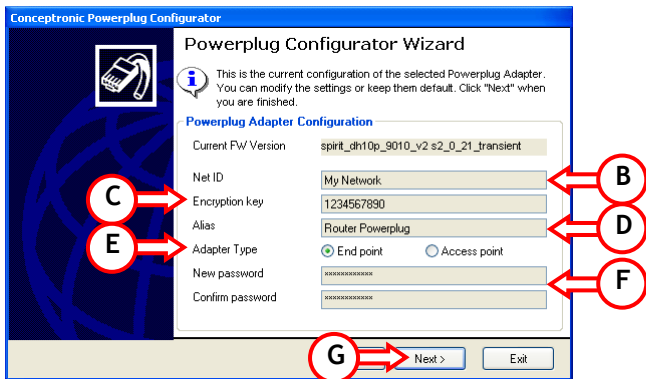 Conceptronic Powerplug Configurator
Powerplug Configurator Wizard
This is the current configuration of the selected Powerplug Adapter.
You can modify the settings or keep them default. Click "Next" when
you are finished.
Powerplug Adapter Configuration
Current FW Version spirit_dh10p_9010_v2 s2_0_21_transient
Net ID My Network B
C Encryption key 1234567890
Alias Router Powerplug D
E Adapter Type End point Access point
New password xxxxxxxxxxxx F
Confirm password xxxxxxxxxxxx
G Next > Exit